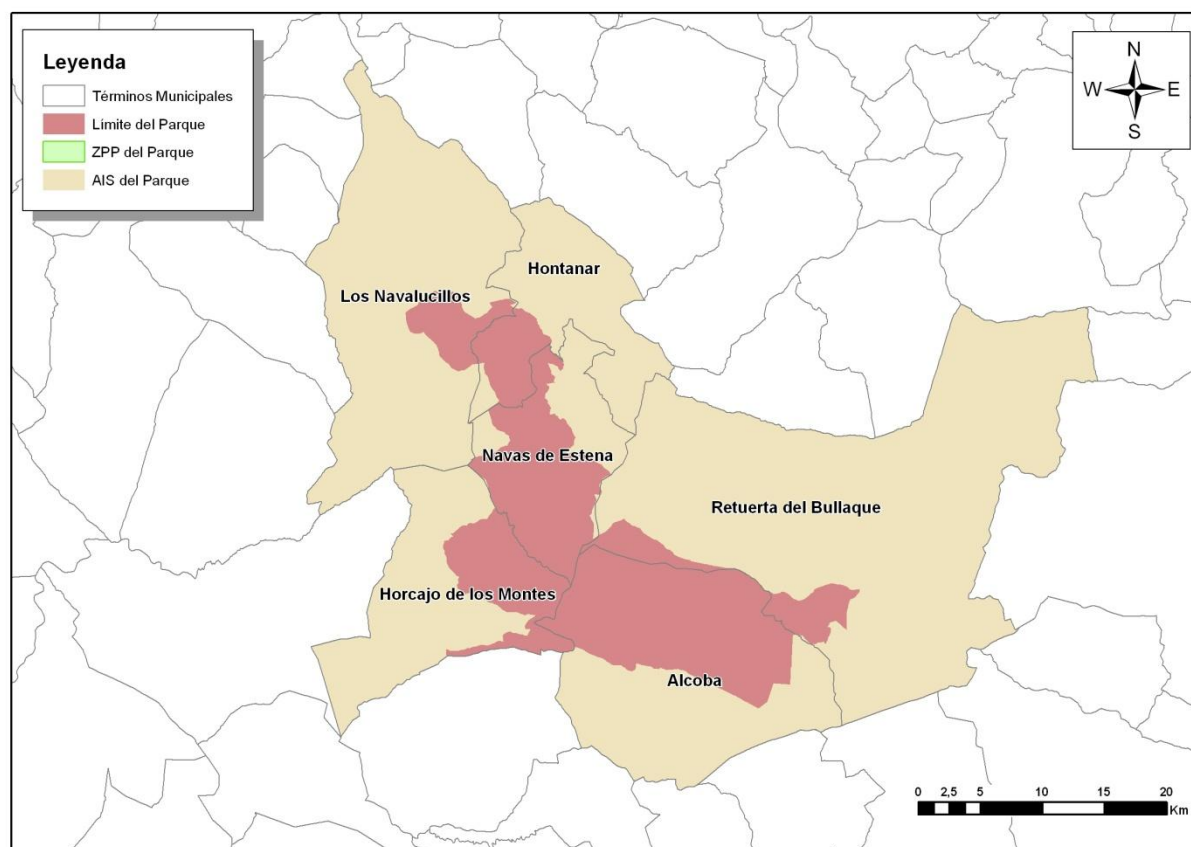 Leyenda
Términos Municipales
Límite del Parque
ZPP del Parque
AIS del Parque
N
W E
S
Hontanar
Los Navalucillos
Navas de Estena
Retuerta del Bullaque
Horcajo de los Montes
Alcoba
0 2,5 5 10 15 20
Km